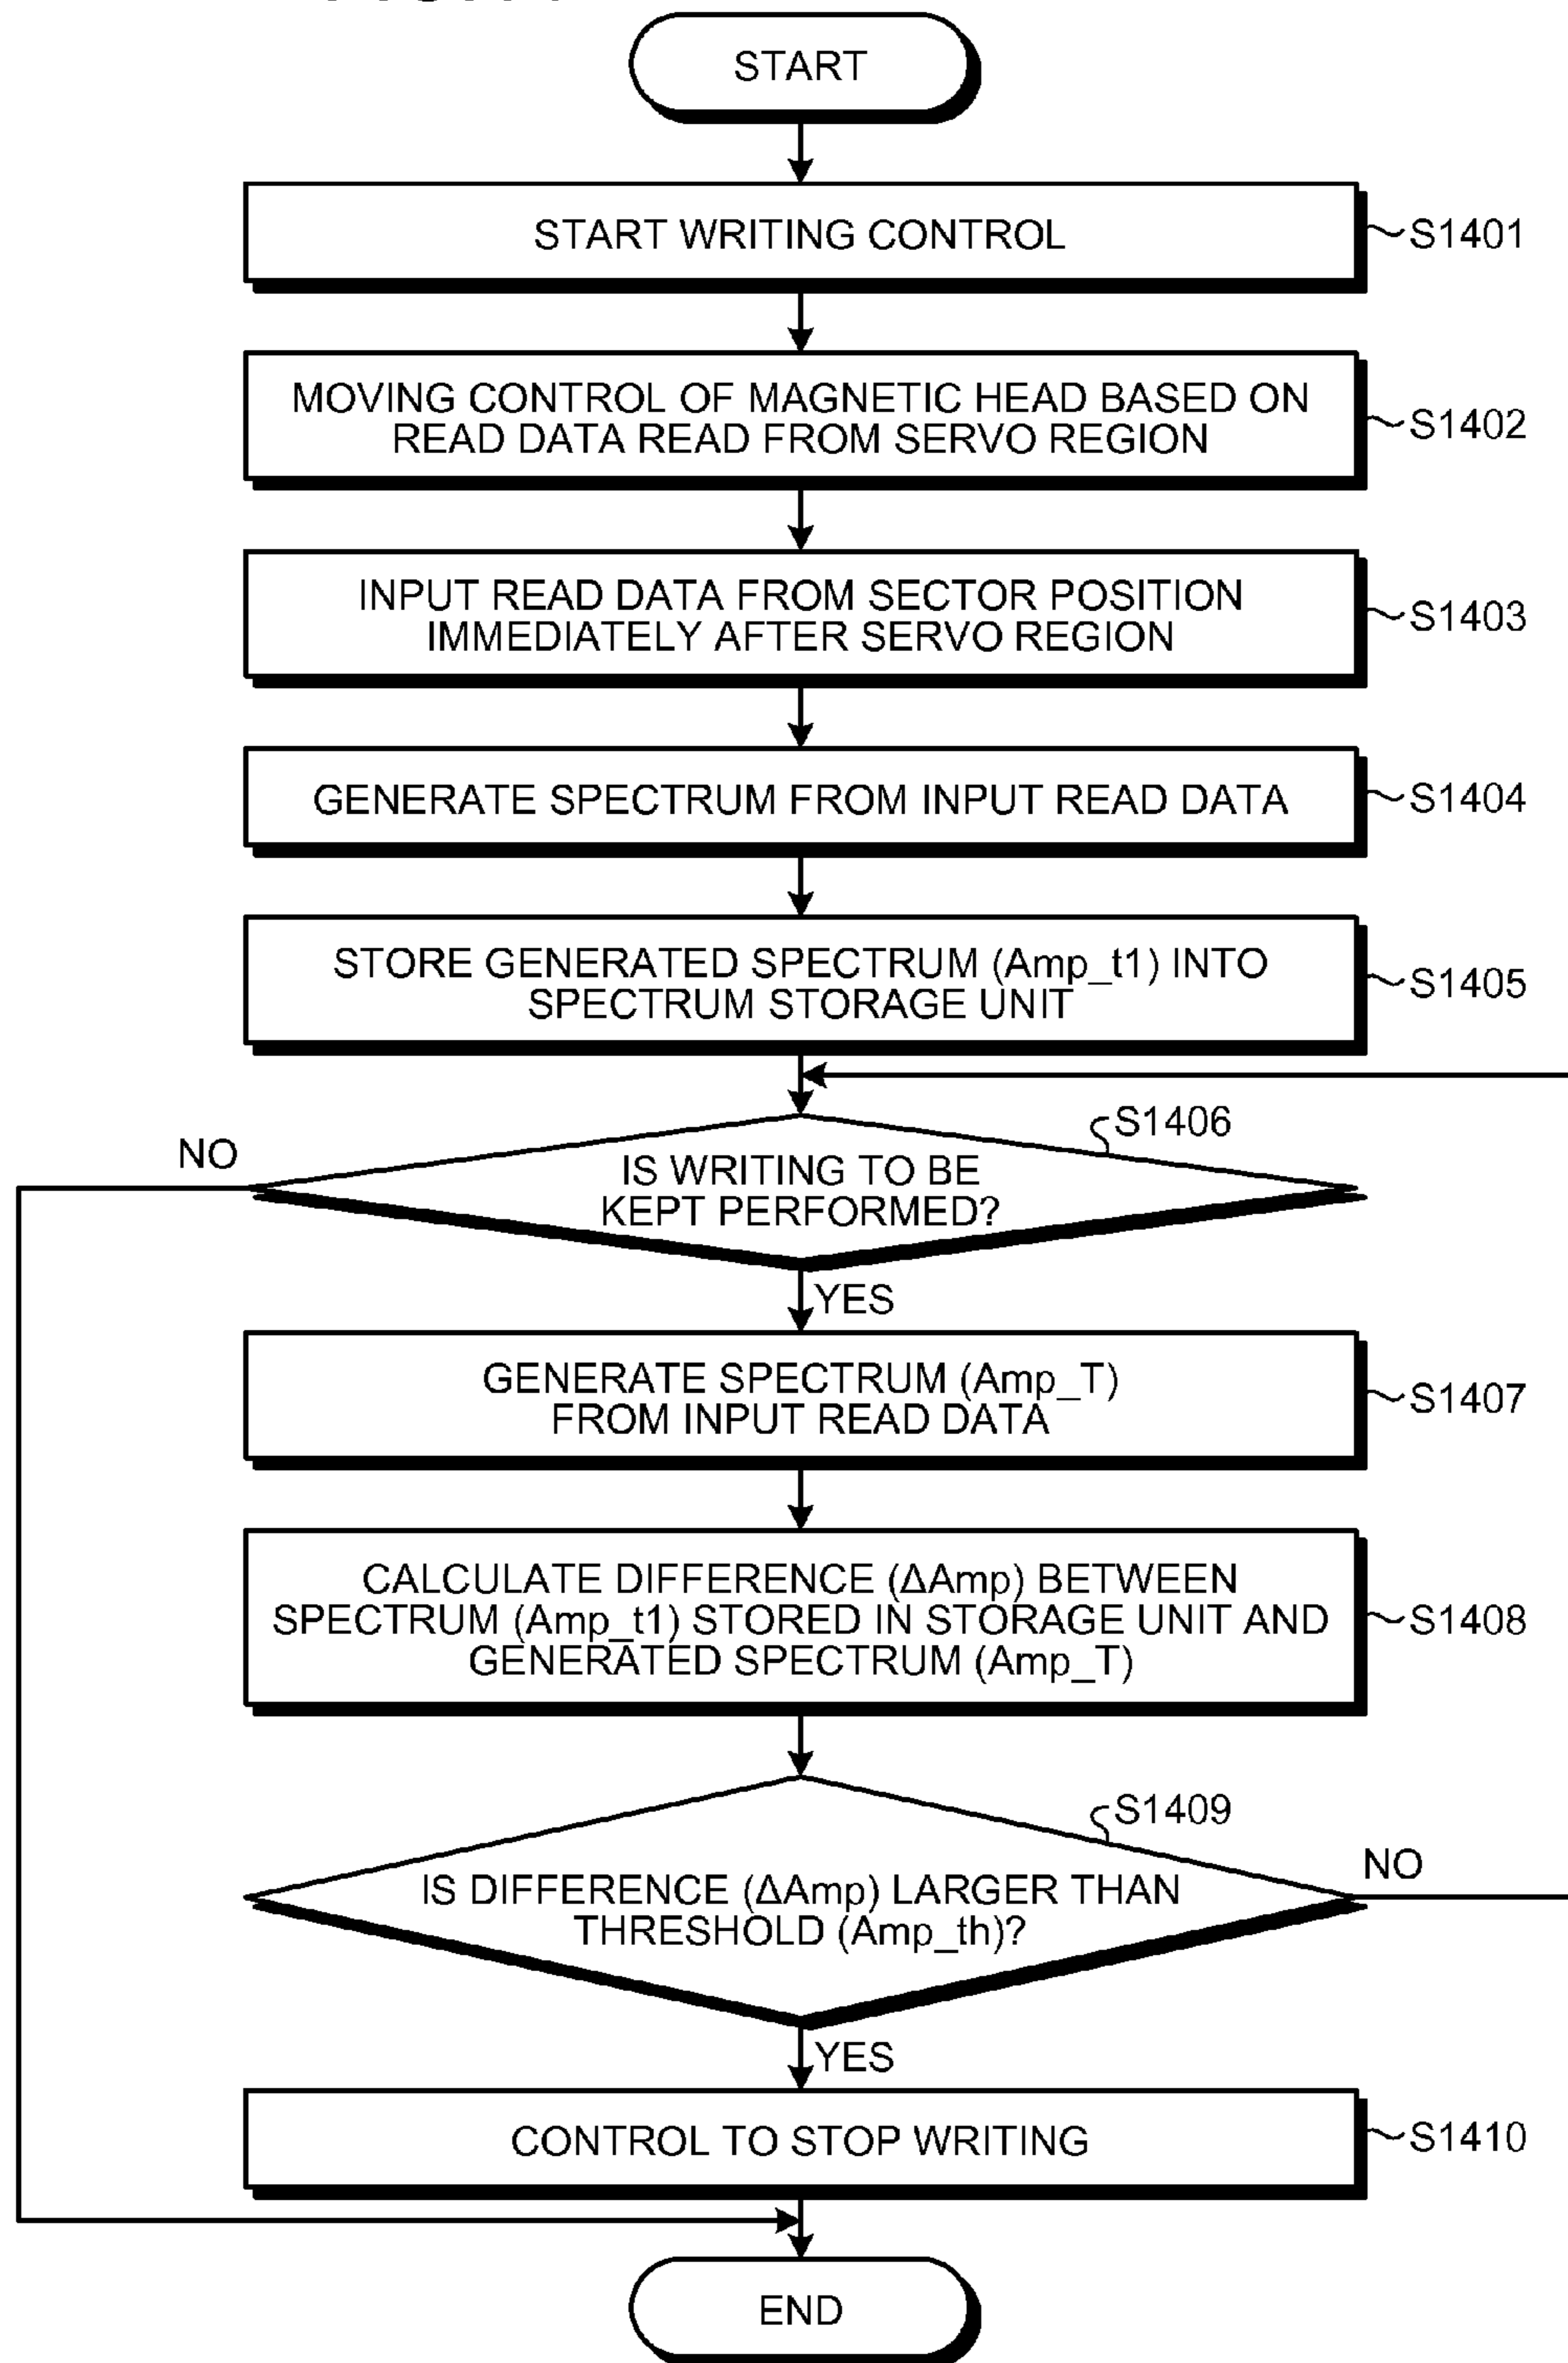 START
START WRITING CONTROL
S1401
MOVING CONTROL OF MAGNETIC HEAD BASED ON
READ DATA READ FROM SERVO REGION
S1402
INPUT READ DATA FROM SECTOR POSITION
IMMEDIATELY AFTER SERVO REGION
S1403
GENERATE SPECTRUM FROM INPUT READ DATA
S1404
STORE GENERATED SPECTRUM (Amp_t1) INTO
SPECTRUM STORAGE UNIT
S1405
S1406
NO
IS WRITING TO BE
KEPT PERFORMED?
YES
GENERATE SPECTRUM (Amp_T)
FROM INPUT READ DATA
S1407
CALCULATE DIFFERENCE (ΔAmp) BETWEEN
SPECTRUM (Amp_t1) STORED IN STORAGE UNIT AND
GENERATED SPECTRUM (Amp_T)
S1408
S1409
NO
IS DIFFERENCE (ΔAmp) LARGER THAN
THRESHOLD (Amp_th)?
YES
CONTROL TO STOP WRITING
S1410
END